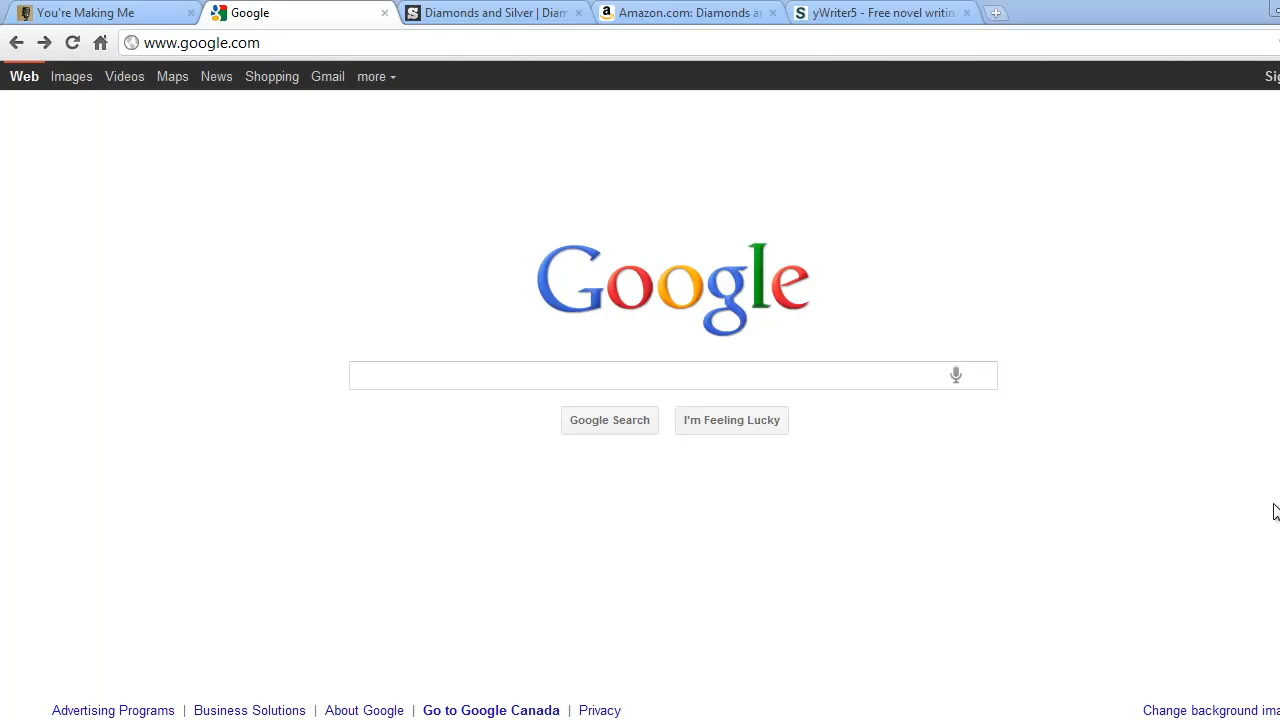 You're Making Me Google Diamonds and Silver | Diam Amazon.com: Diamonds a yWriter5 - Free novel writin
www.google.com
Web Images Videos Maps News Shopping Gmail more Sig
Google
Google Search I'm Feeling Lucky
Advertising Programs | Business Solutions | About Google | Go to Google Canada | Privacy Change background ima